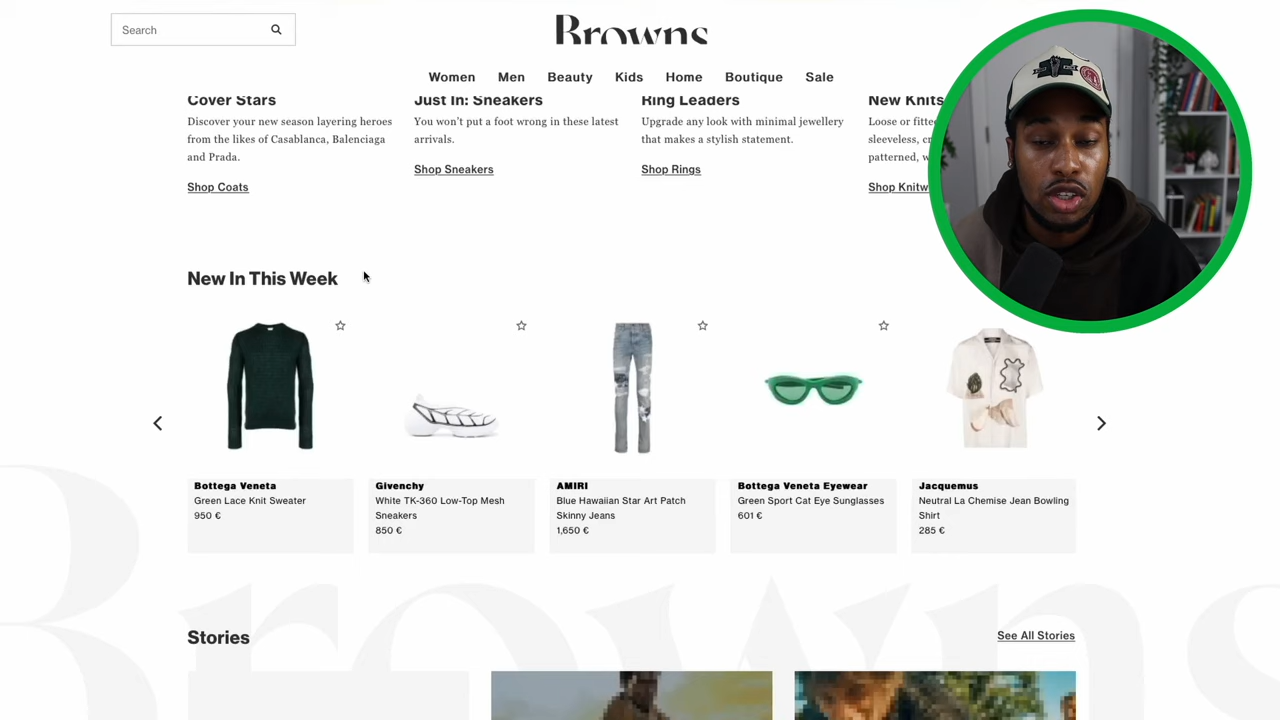 Search
Browns
Women Men Beauty Kids Home Boutique Sale
Cover Stars
Discover your new season layering heroes
from the likes of Casablanca, Balenciaga
and Prada.
Shop Coats
Just In: Sneakers
You won't put a foot wrong in these latest
arrivals.
Shop Sneakers
Ring Leaders
Upgrade any look with minimal jewellery
that makes a stylish statement.
Shop Rings
New Knits
Loose or fitte
sleeveless, cr
patterned, w
Shop Knitw
New In This Week
Bottega Veneta
Green Lace Knit Sweater
950 €
Givenchy
White TK-360 Low-Top Mesh
Sneakers
850 €
AMIRI
Blue Hawaiian Star Art Patch
Skinny Jeans
1,650 €
Bottega Veneta Eyewear
Green Sport Cat Eye Sunglasses
601 €
Jacquemus
Neutral La Chemise Jean Bowling
Shirt
285 €
Browns
Stories
See All Stories